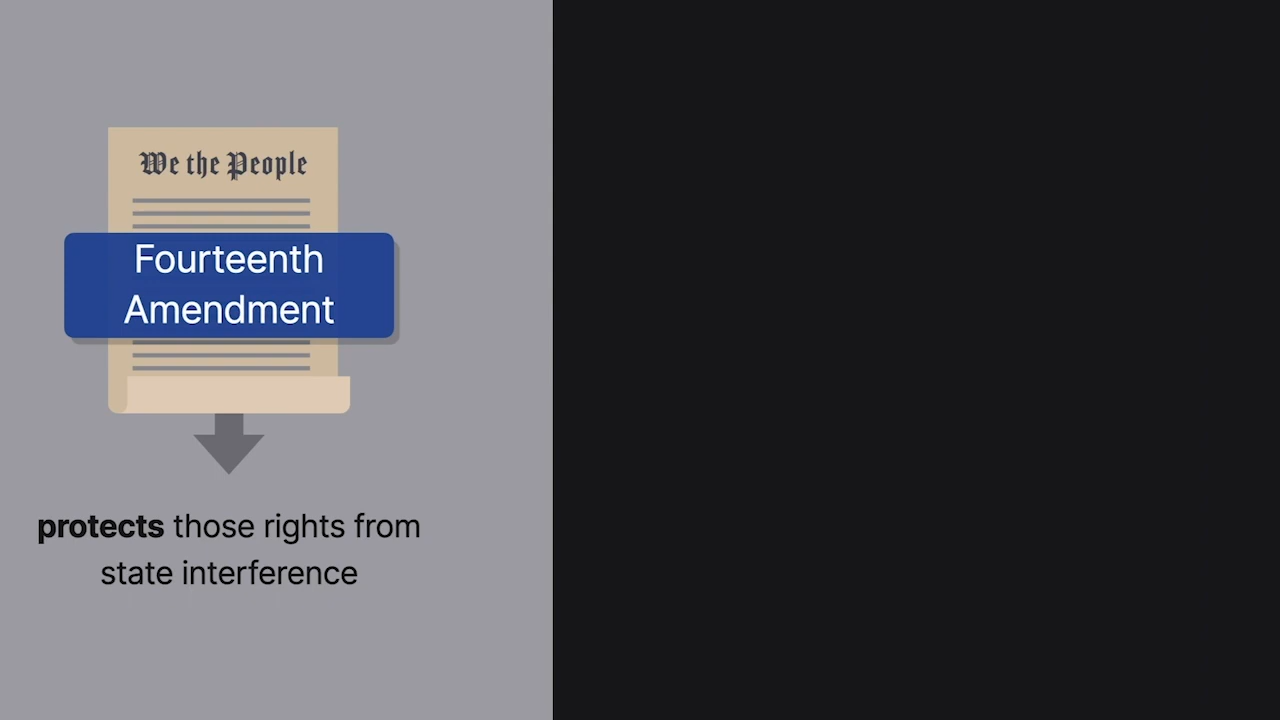 We the People
Fourteenth
Amendment
protects those rights from
state interference